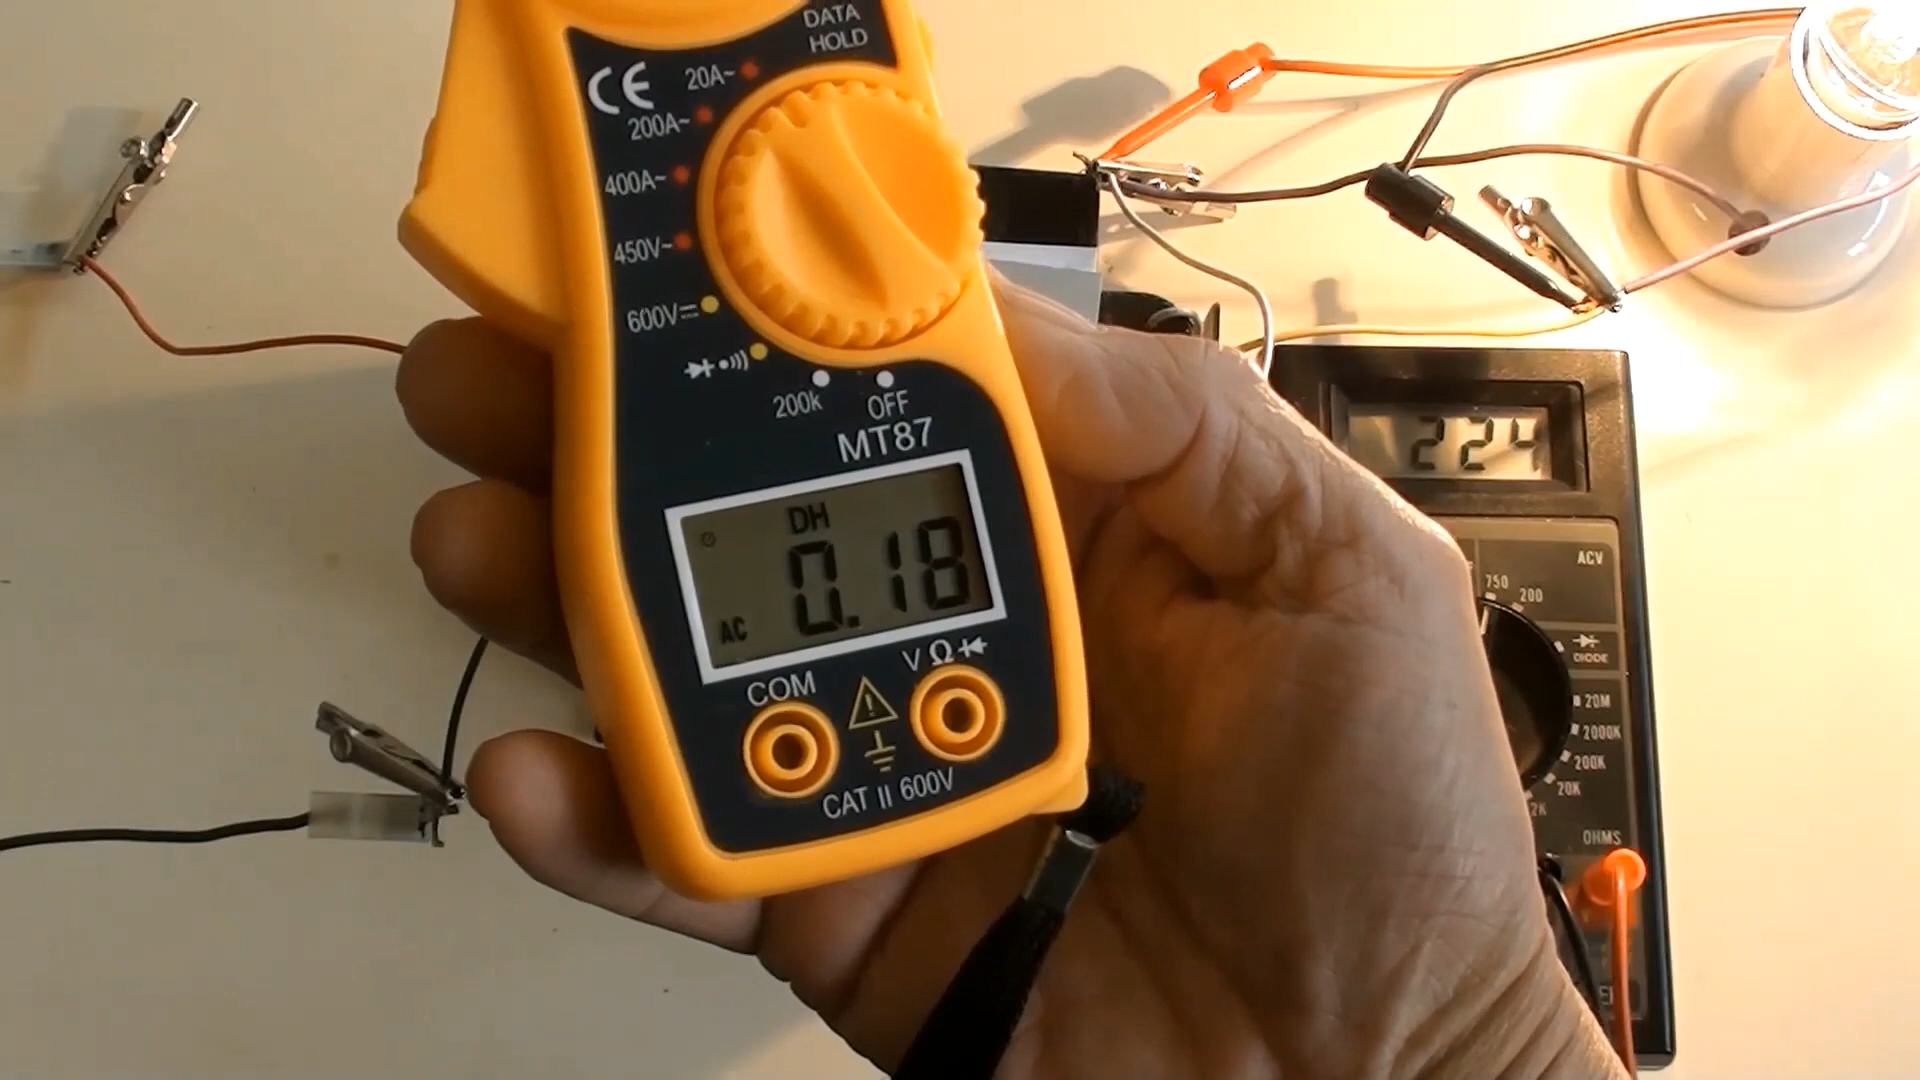 DATA
HOLD
CE
20A~
200A~
400A~
450V~
600V⎓
200k
OFF
MT87
DH
0.18
AC
COM
V Ω
CAT II 600V
224
ACV
750
200
DIODE
20M
2000K
200K
20K
2K
OHMS